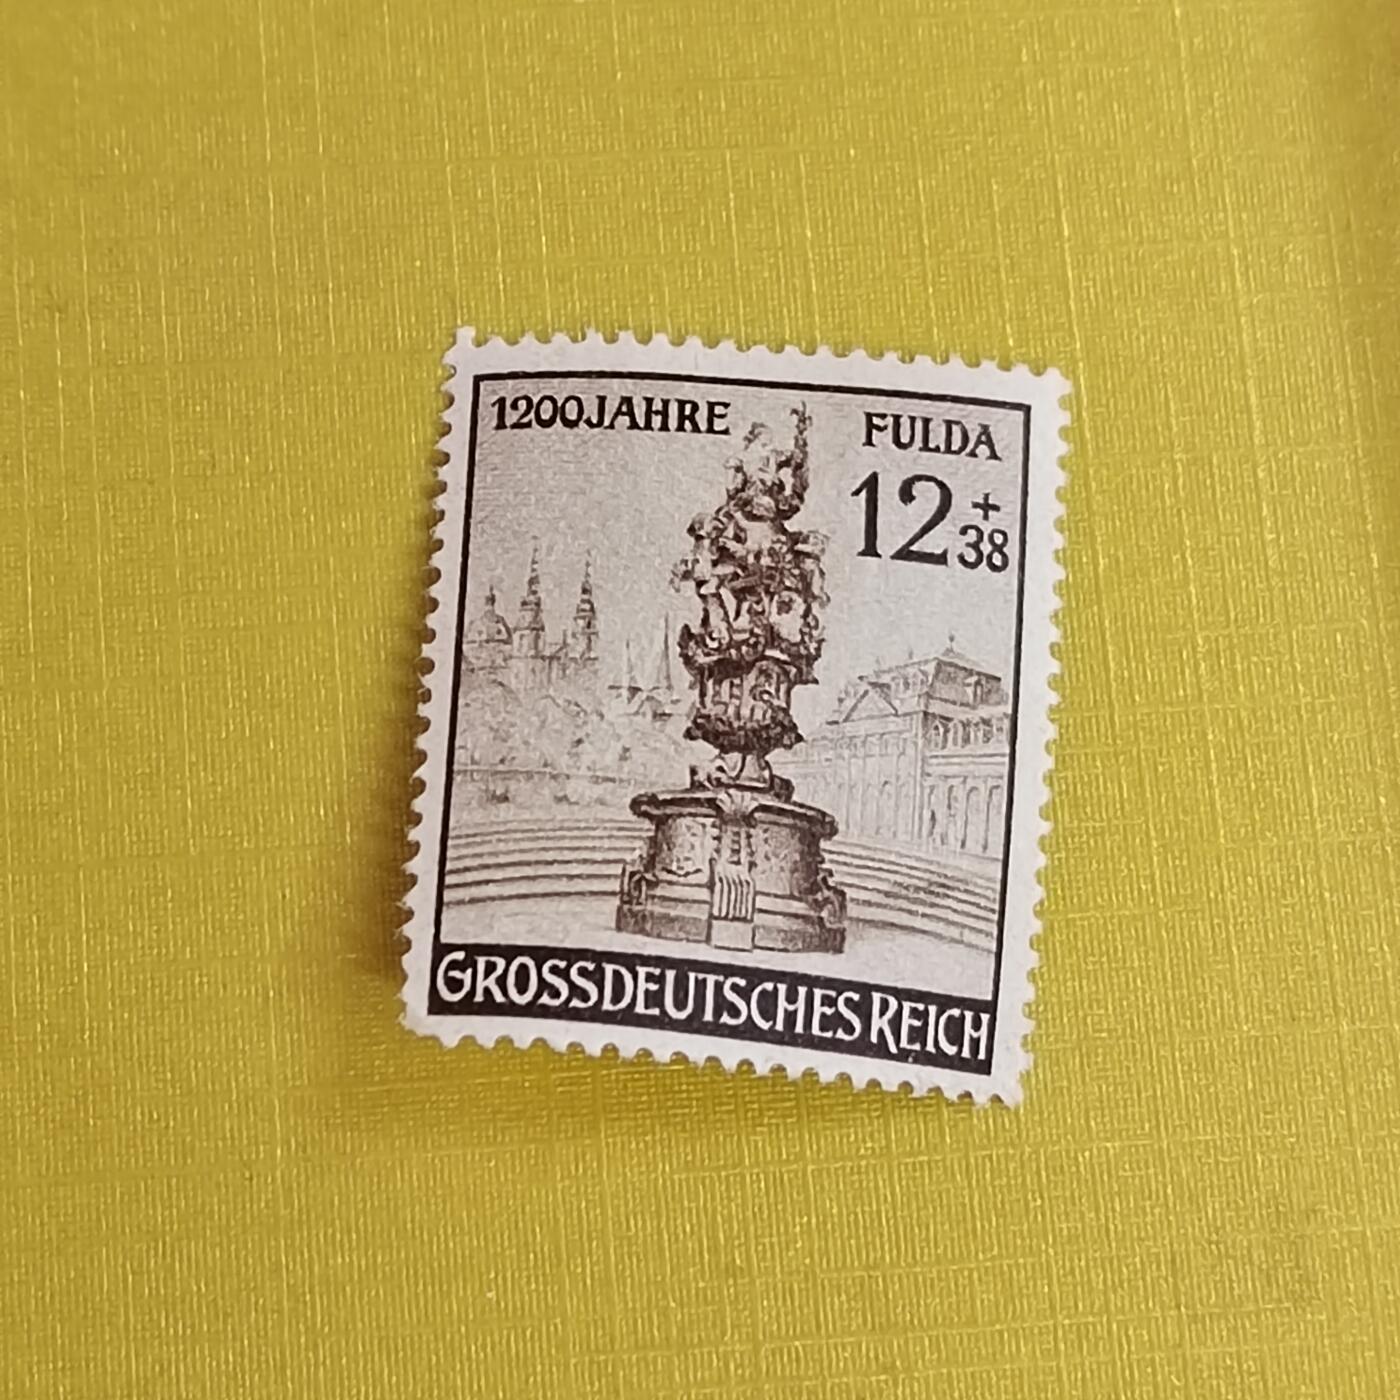 1200JAHRE FULDA
12+38
GROSSDEUTSCHES REICH